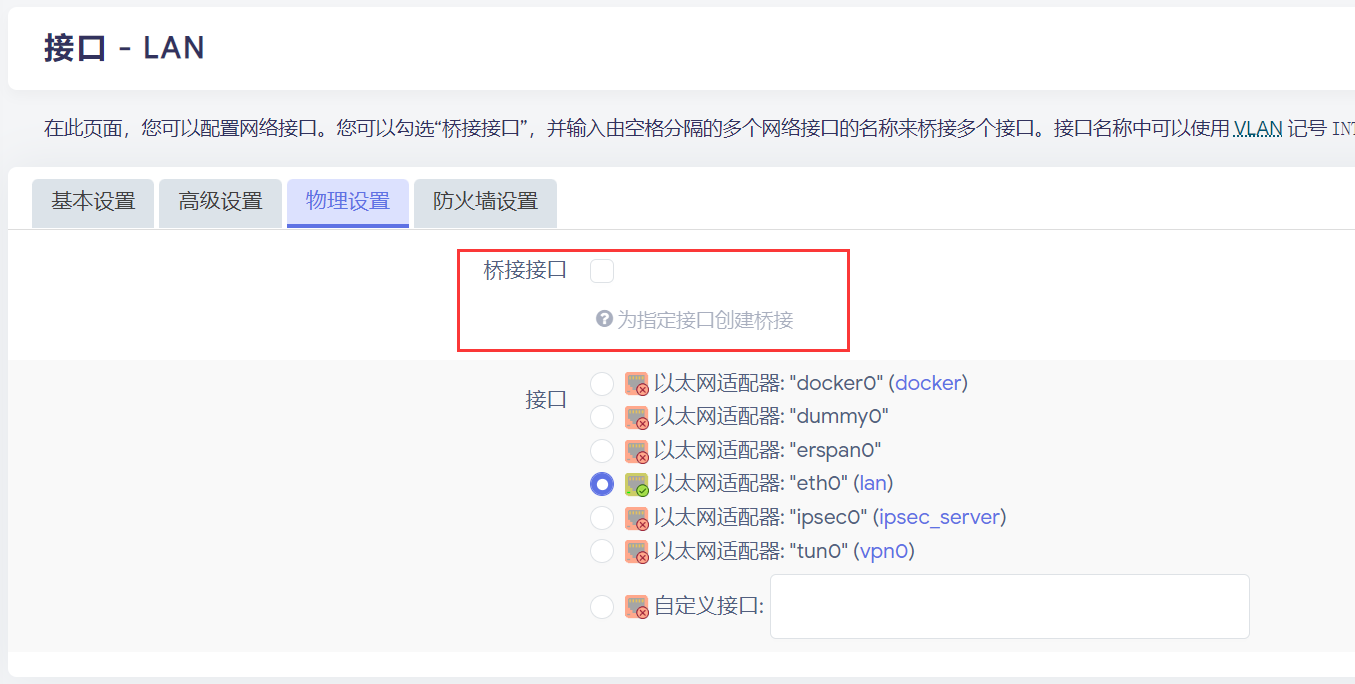 接口 - LAN
在此页面，您可以配置网络接口。您可以勾选“桥接接口”，并输入由空格分隔的多个网络接口的名称来桥接多个接口。接口名称中可以使用 VLAN 记号 INT
基本设置 高级设置 物理设置 防火墙设置
桥接接口
为指定接口创建桥接
接口
以太网适配器: "docker0" (docker)
以太网适配器: "dummy0"
以太网适配器: "erspan0"
以太网适配器: "eth0" (lan)
以太网适配器: "ipsec0" (ipsec_server)
以太网适配器: "tun0" (vpn0)
自定义接口: